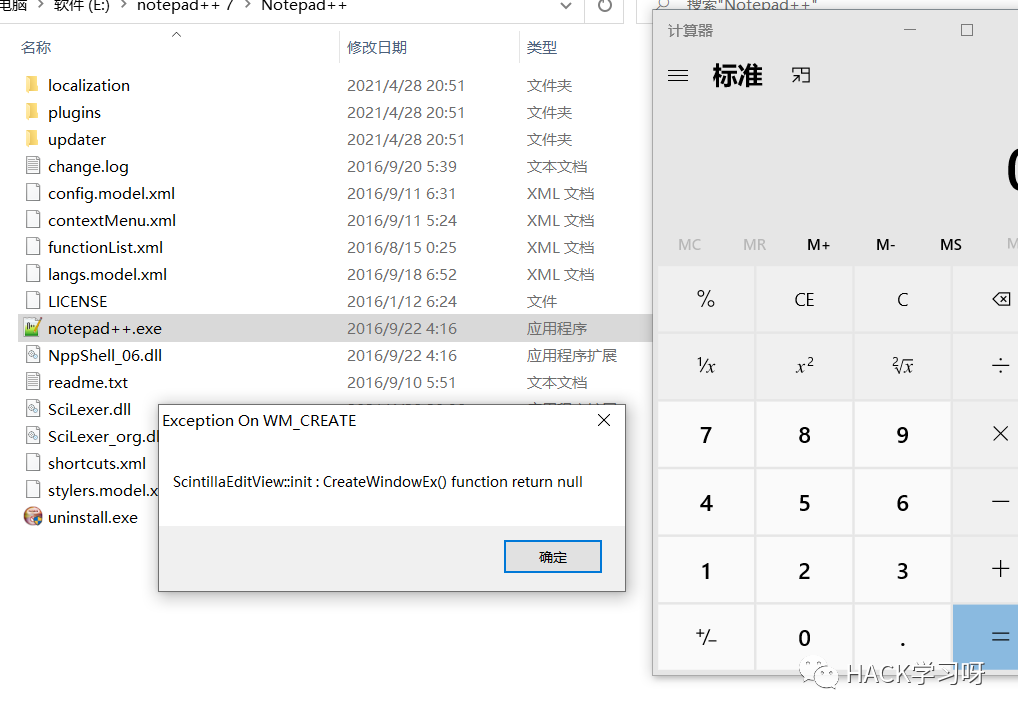 电脑 > 软件 (E:) > notepad++ 7 > Notepad++
搜索"Notepad++"
名称 修改日期 类型
localization 2021/4/28 20:51 文件夹
plugins 2021/4/28 20:51 文件夹
updater 2021/4/28 20:51 文件夹
change.log 2016/9/20 5:39 文本文档
config.model.xml 2016/9/11 6:31 XML 文档
contextMenu.xml 2016/9/11 5:24 XML 文档
functionList.xml 2016/8/15 0:25 XML 文档
langs.model.xml 2016/9/18 6:52 XML 文档
LICENSE 2016/1/12 6:24 文件
notepad++.exe 2016/9/22 4:16 应用程序
NppShell_06.dll 2016/9/22 4:16 应用程序扩展
readme.txt 2016/9/10 5:51 文本文档
SciLexer.dll
SciLexer_org.dl
shortcuts.xml
stylers.model.x
uninstall.exe
Exception On WM_CREATE
ScintillaEditView::init : CreateWindowEx() function return null
确定
计算器
标准
0
MC MR M+ M- MS M
% CE C
¹/x x² ²√x ÷
7 8 9 ×
4 5 6 −
1 2 3 +
+/− 0 . =
HACK学习呀